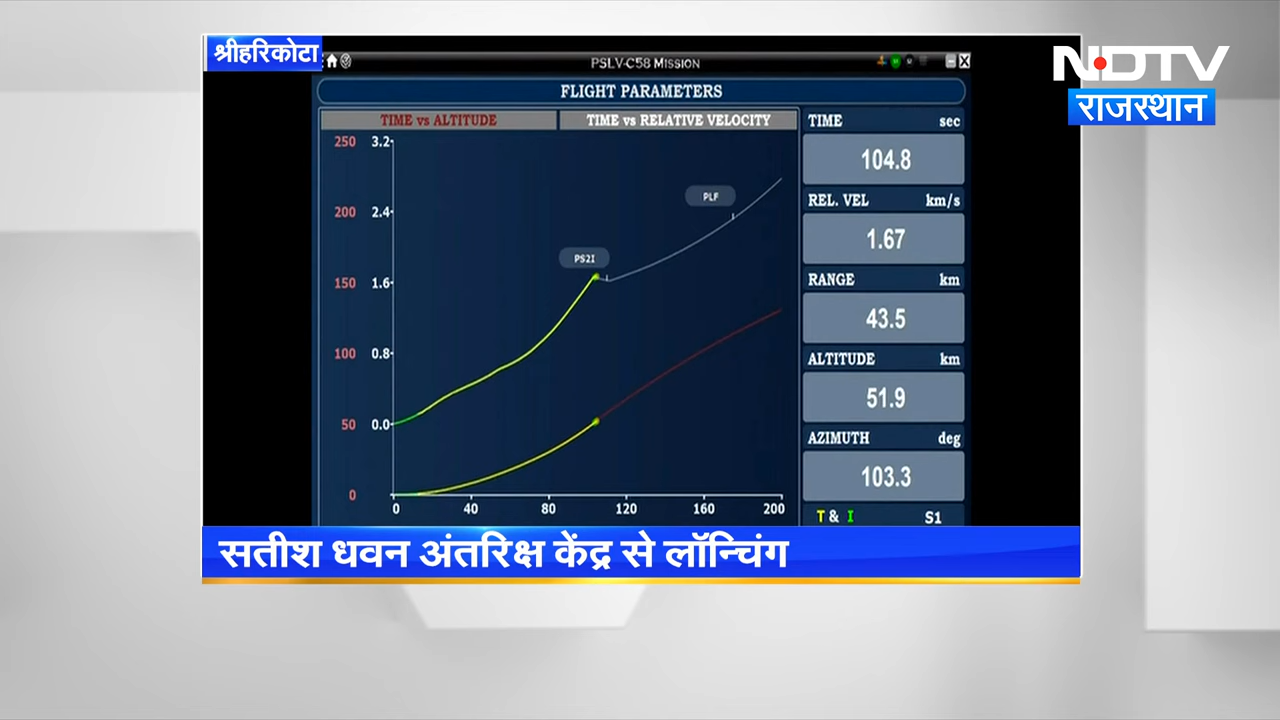 श्रीहरिकोटा
NDTV
राजस्थान
PSLV-C58 MISSION
FLIGHT PARAMETERS
TIME vs ALTITUDE
TIME vs RELATIVE VELOCITY
250 3.2
200 2.4
150 1.6
100 0.8
50 0.0
0
PLF
PS2I
0 40 80 120 160 200
TIME sec
104.8
REL. VEL km/s
1.67
RANGE km
43.5
ALTITUDE km
51.9
AZIMUTH deg
103.3
T & I S1
सतीश धवन अंतरिक्ष केंद्र से लॉन्चिंग